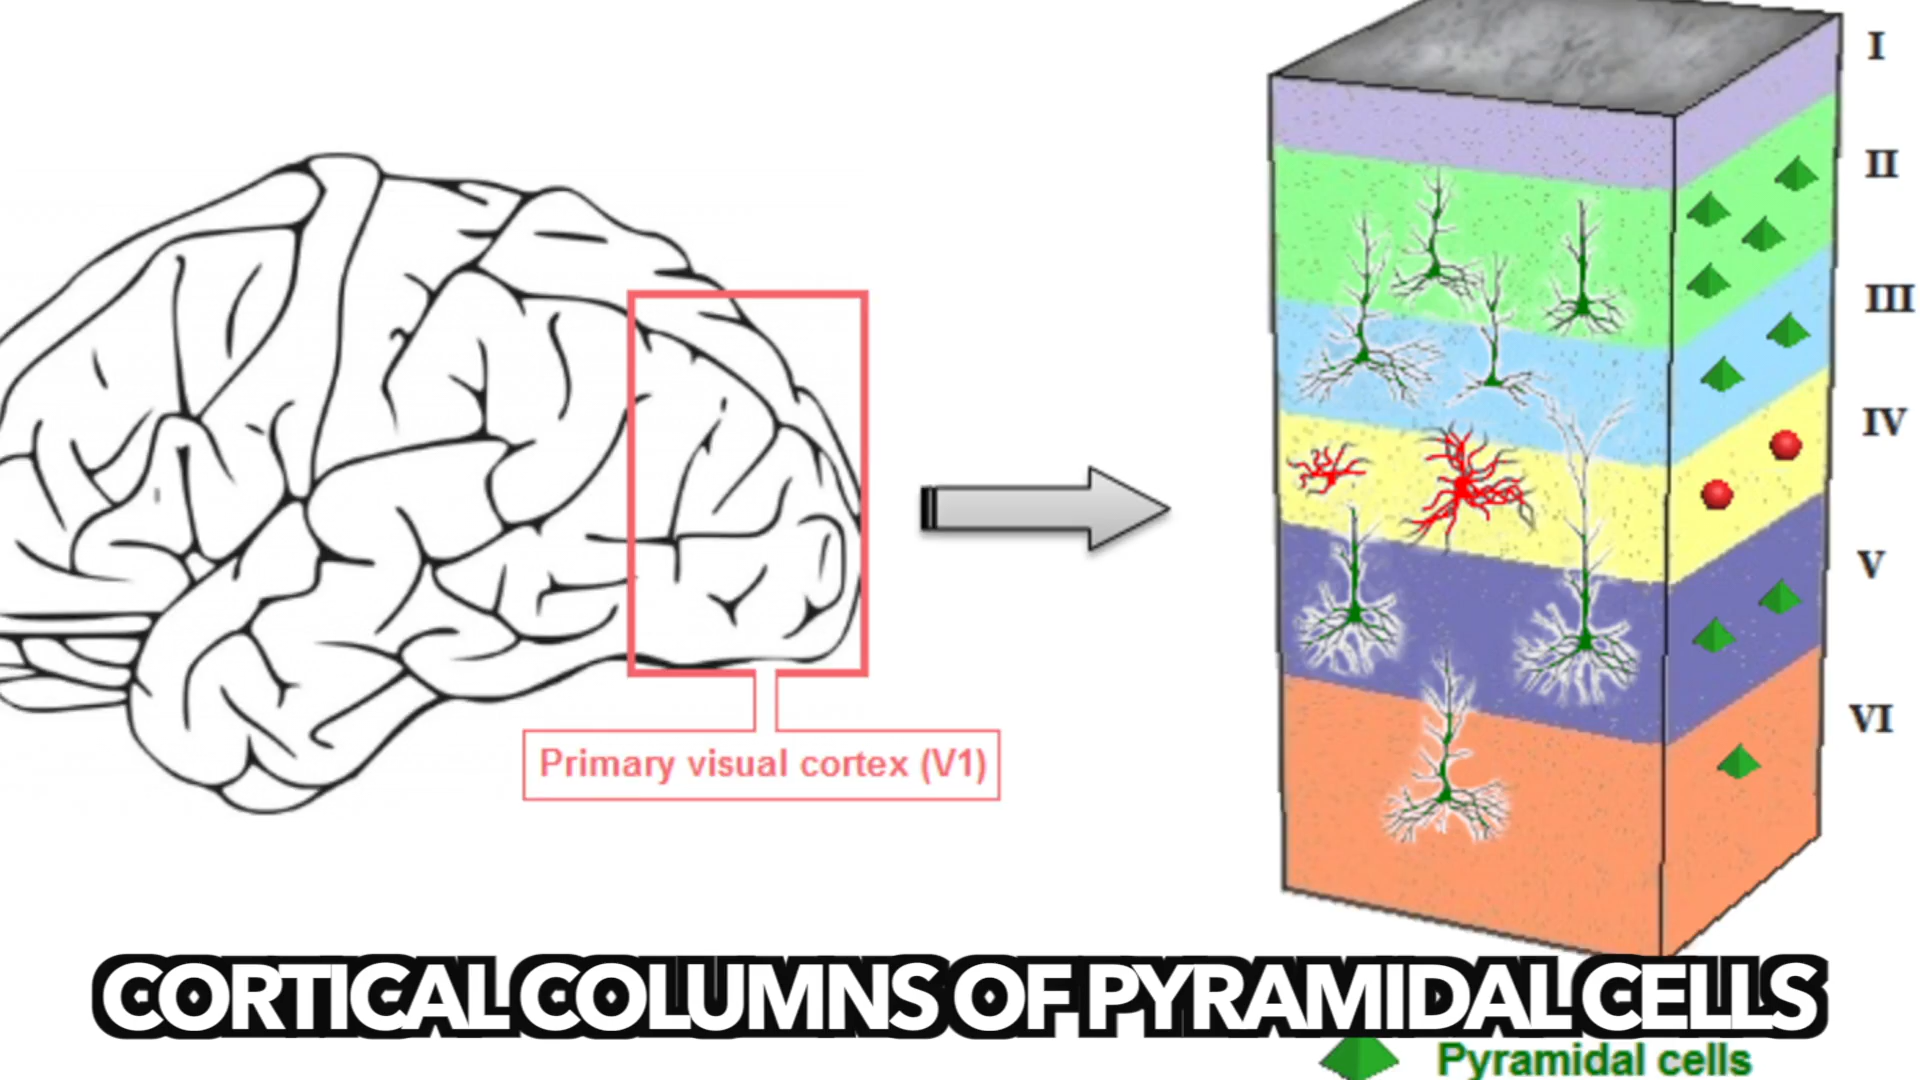 I
II
III
IV
V
VI
Primary visual cortex (V1)
CORTICAL COLUMNS OF PYRAMIDAL CELLS
Pyramidal cells